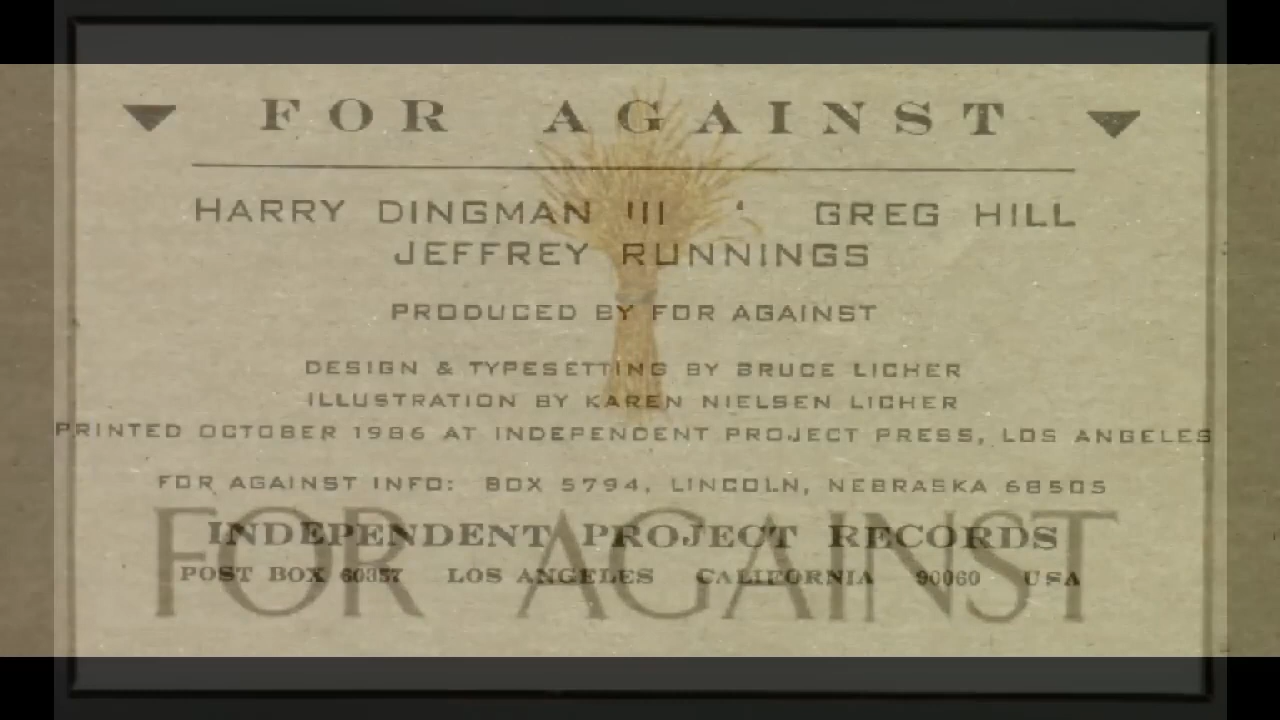 FOR AGAINST
HARRY DINGMAN III ' GREG HILL
JEFFREY RUNNINGS
PRODUCED BY FOR AGAINST
DESIGN & TYPESETTING BY BRUCE LICHER
ILLUSTRATION BY KAREN NIELSEN LICHER
PRINTED OCTOBER 1986 AT INDEPENDENT PROJECT PRESS, LOS ANGELES
FOR AGAINST INFO: BOX 5794, LINCOLN, NEBRASKA 68505
INDEPENDENT PROJECT RECORDS
POST BOX 60357 LOS ANGELES CALIFORNIA 90060 USA
FOR AGAINST